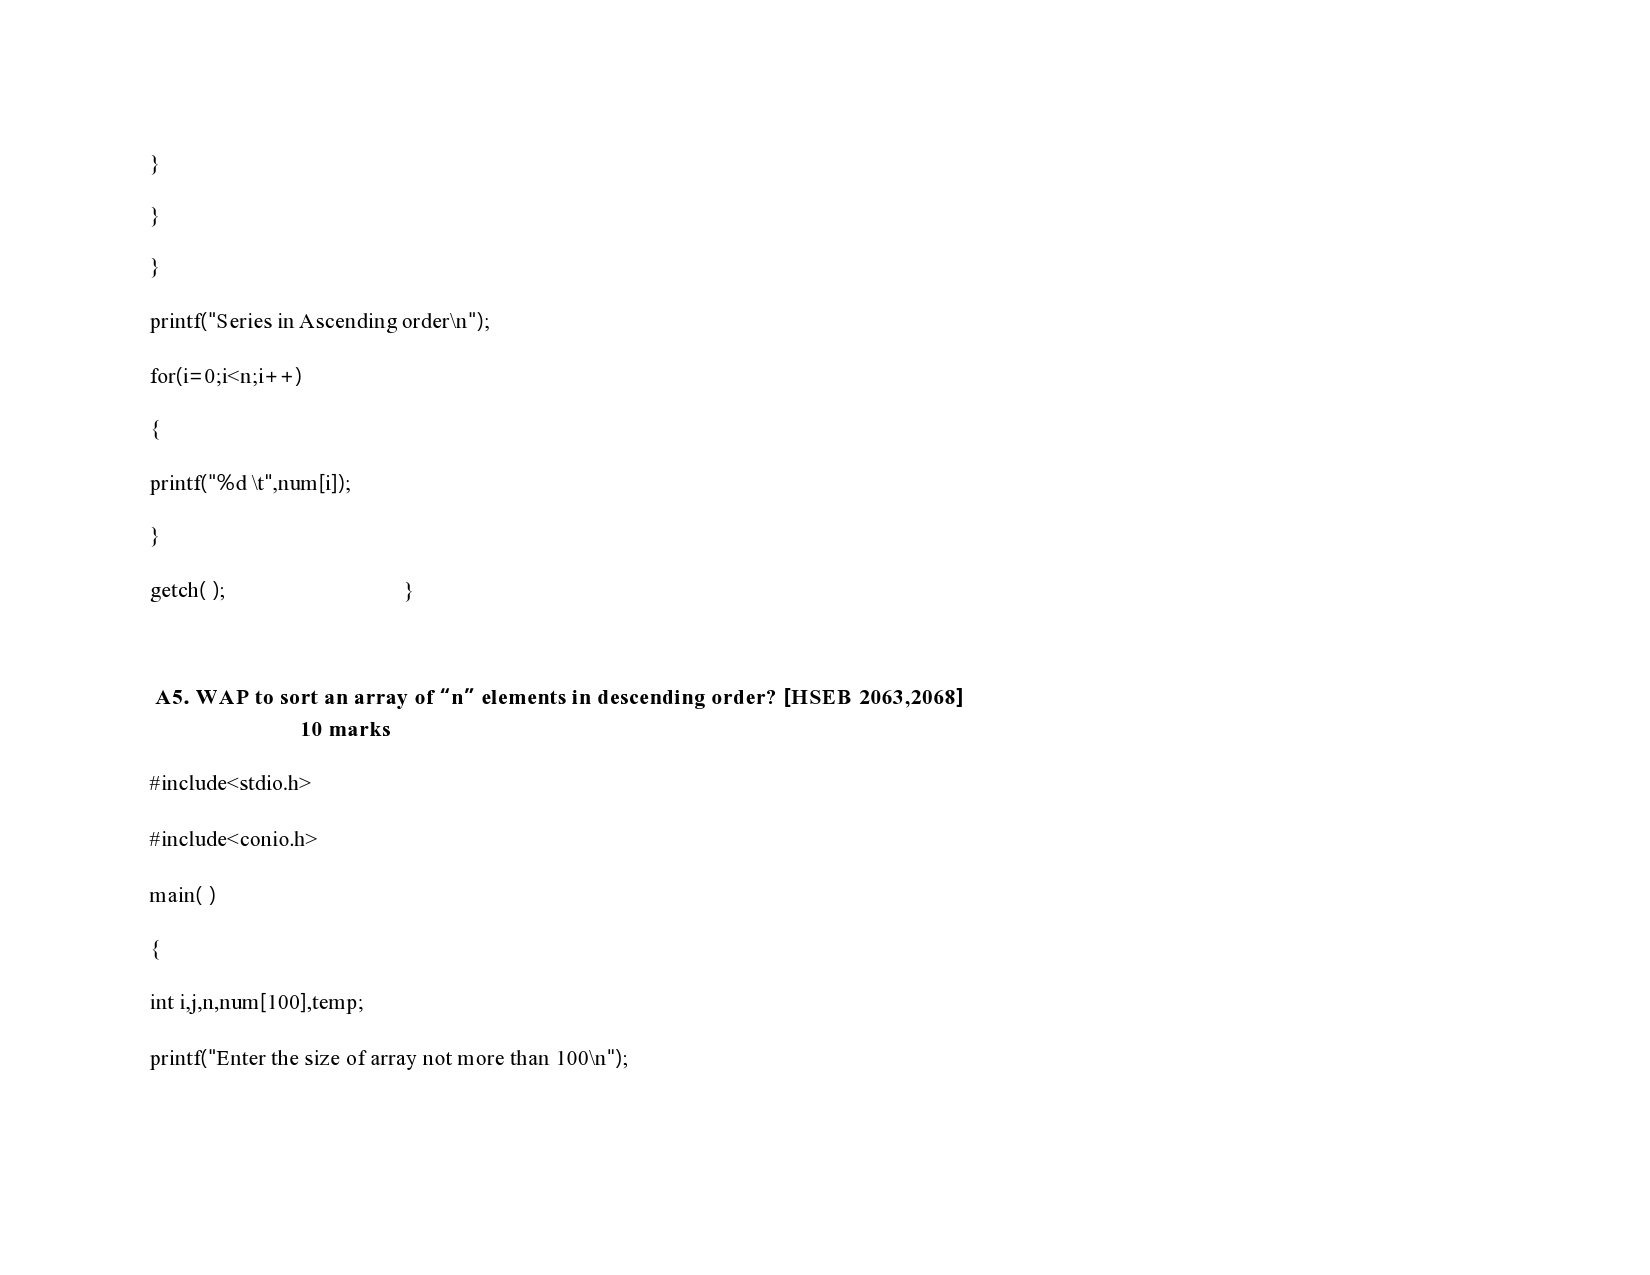 }
}
}
printf("Series in Ascending order\n");
for(i=0;i<n;i++)
{
printf("%d \t",num[i]);
}
getch( ); }
A5. WAP to sort an array of “n” elements in descending order? [HSEB 2063,2068]
10 marks
#include<stdio.h>
#include<conio.h>
main( )
{
int i,j,n,num[100],temp;
printf("Enter the size of array not more than 100\n");